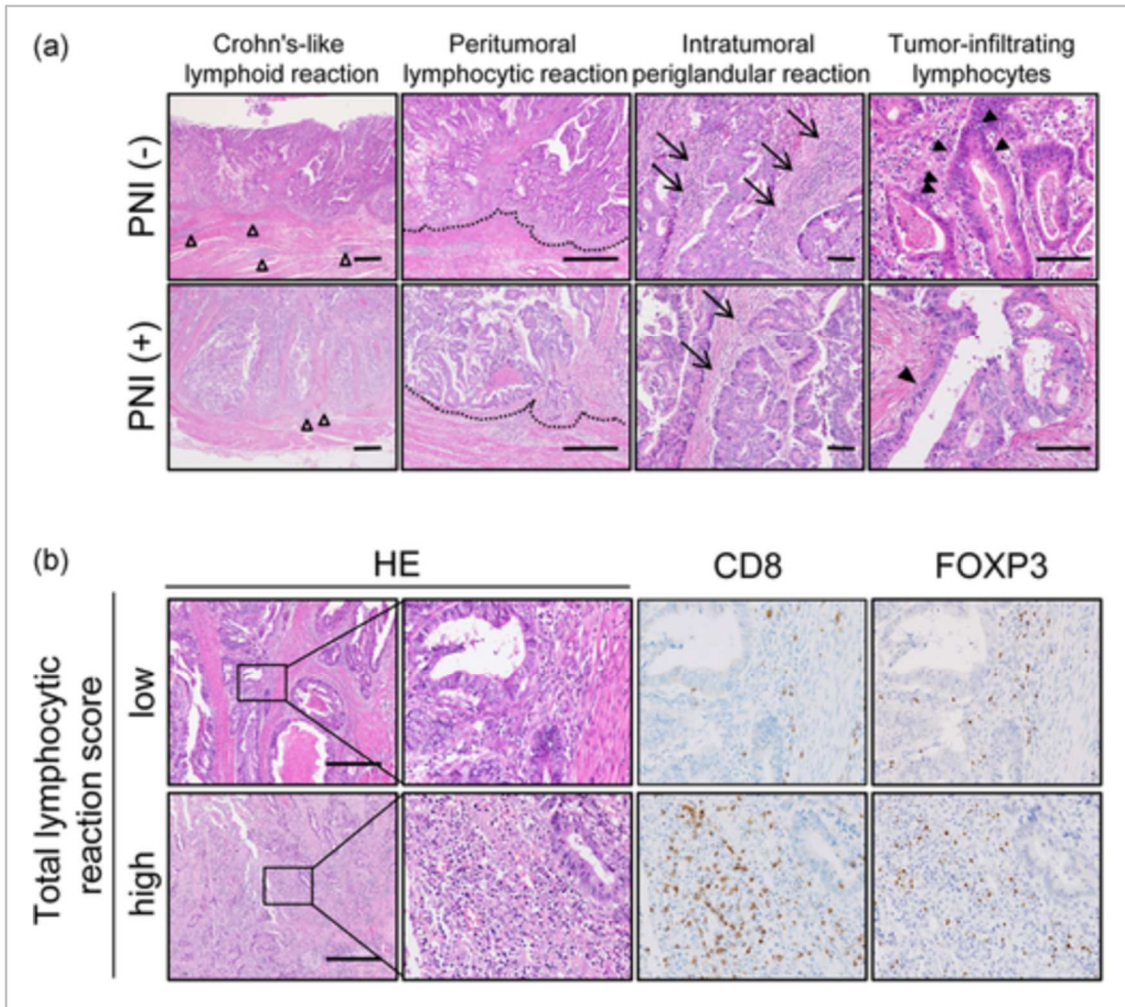 (a)
Crohn's-like
lymphoid reaction
Peritumoral
lymphocytic reaction
Intratumoral
periglandular reaction
Tumor-infiltrating
lymphocytes
PNI (-)
PNI (+)
(b)
HE
CD8
FOXP3
Total lymphocytic
reaction score
low
high